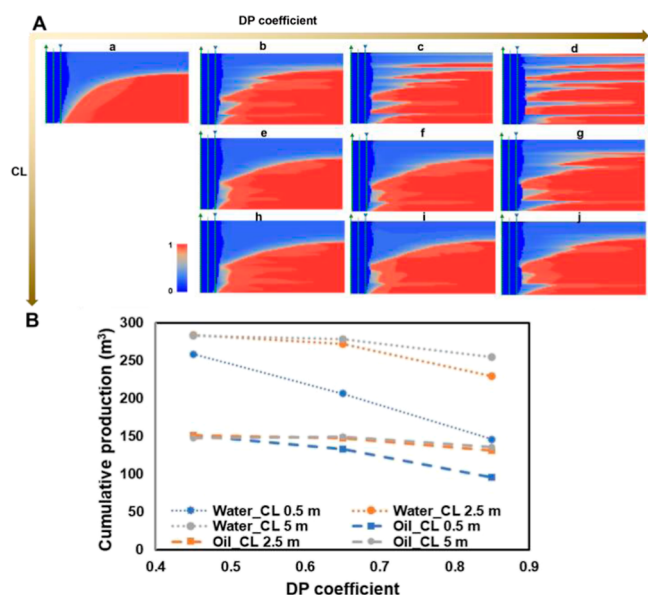 A
DP coefficient
a
b
c
d
CL
e
f
g
h
i
j
1
0
B
Cumulative production (m³)
300
250
200
150
100
50
0
Water_CL 0.5 m
Water_CL 2.5 m
Water_CL 5 m
Oil_CL 0.5 m
Oil_CL 2.5 m
Oil_CL 5 m
0.4
0.5
0.6
0.7
0.8
0.9
DP coefficient